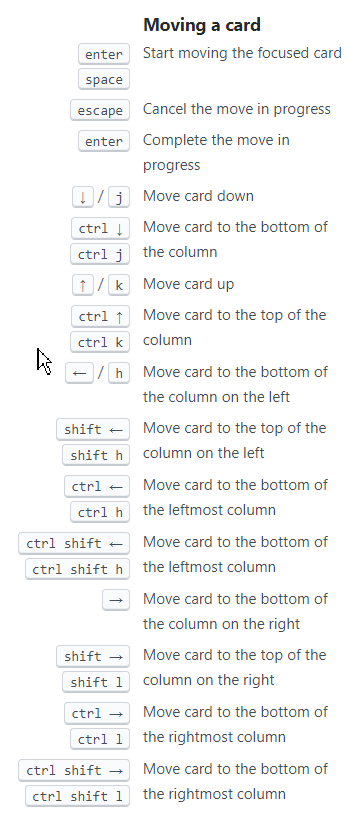 Moving a card
enter Start moving the focused card
space
escape Cancel the move in progress
enter Complete the move in
progress
↓ / j Move card down
ctrl ↓ Move card to the bottom of
ctrl j the column
↑ / k Move card up
ctrl ↑ Move card to the top of the
ctrl k column
← / h Move card to the bottom of
the column on the left
shift ← Move card to the top of the
shift h column on the left
ctrl ← Move card to the bottom of
ctrl h the leftmost column
ctrl shift ← Move card to the bottom of
ctrl shift h the leftmost column
→ Move card to the bottom of
the column on the right
shift → Move card to the top of the
shift l column on the right
ctrl → Move card to the bottom of
ctrl l the rightmost column
ctrl shift → Move card to the bottom of
ctrl shift l the rightmost column